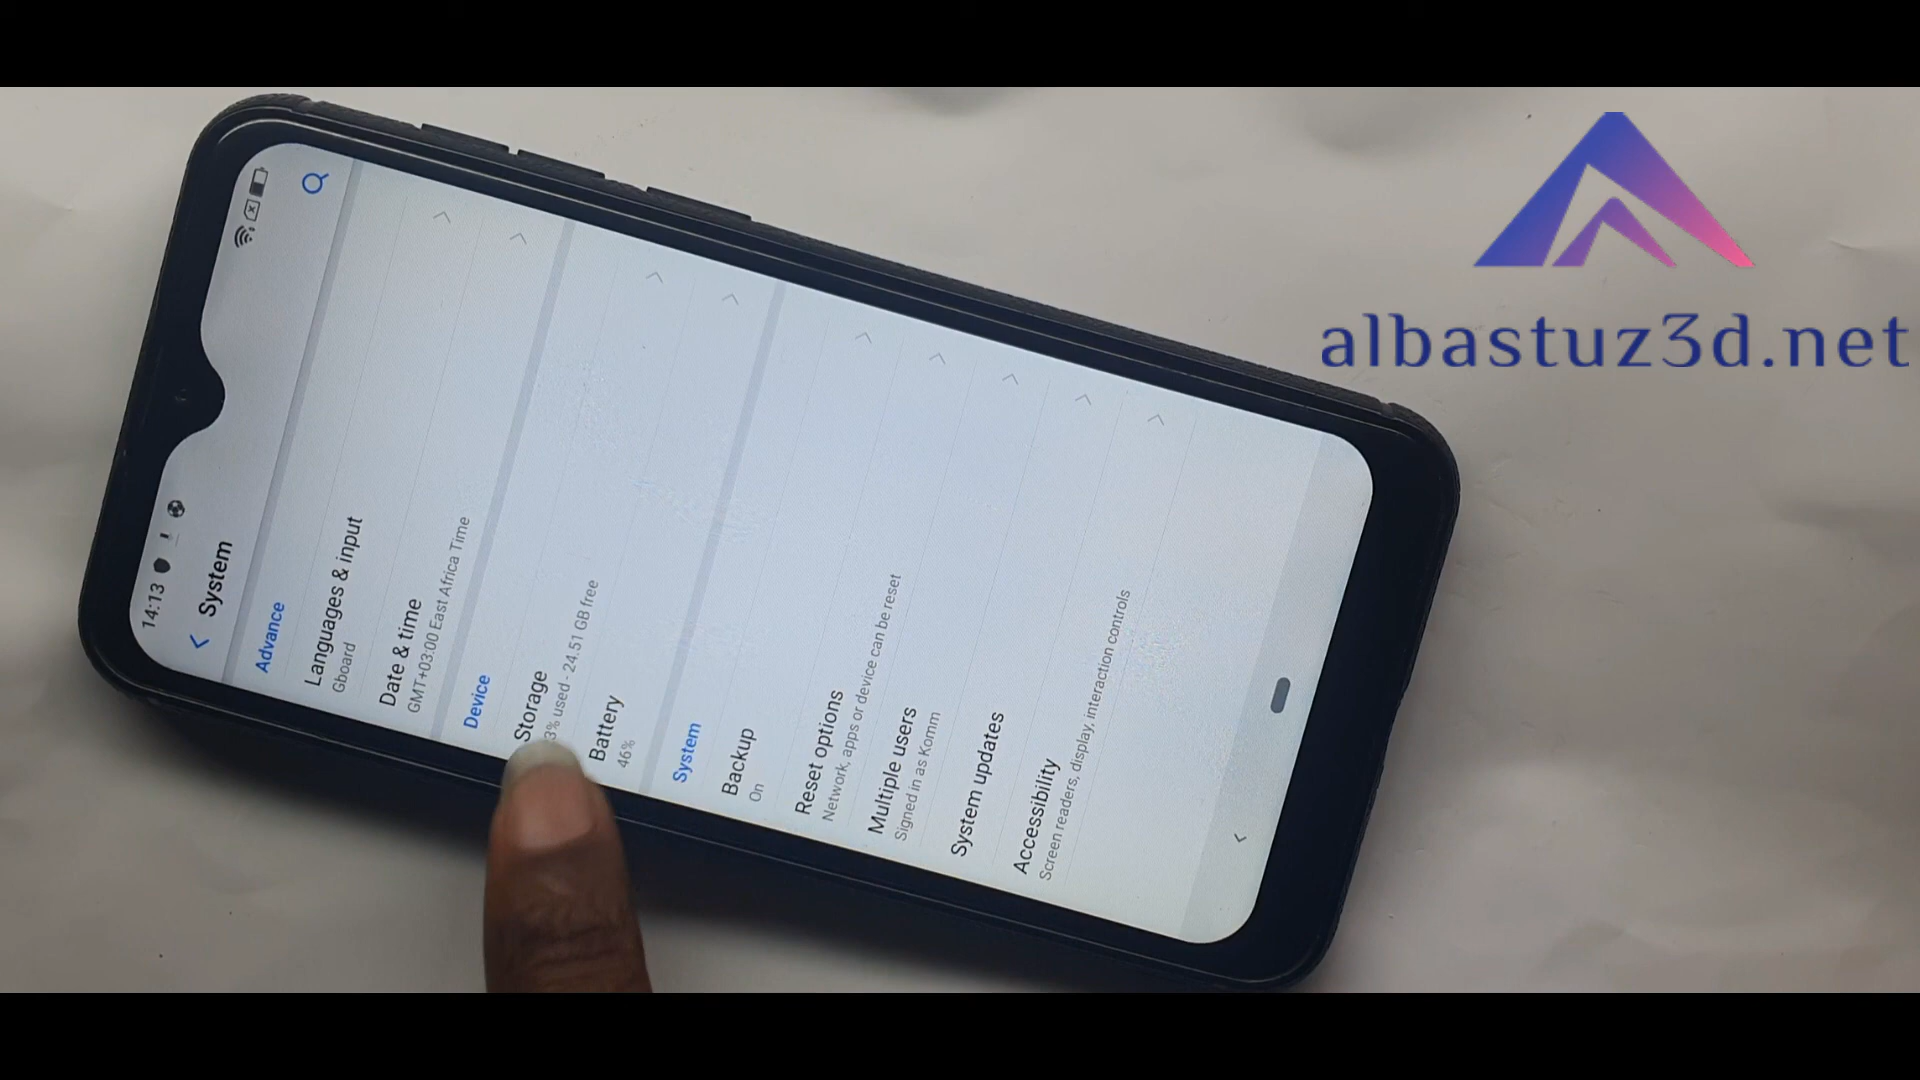 14:13
System
Advance
Languages & input
Gboard
Date & time
GMT+03:00 East Africa Time
Device
Storage
3% used - 24.51 GB free
Battery
46%
System
Backup
On
Reset options
Network, apps or device can be reset
Multiple users
Signed in as Komm
System updates
Accessibility
Screen readers, display, interaction controls
albastuz3d.net